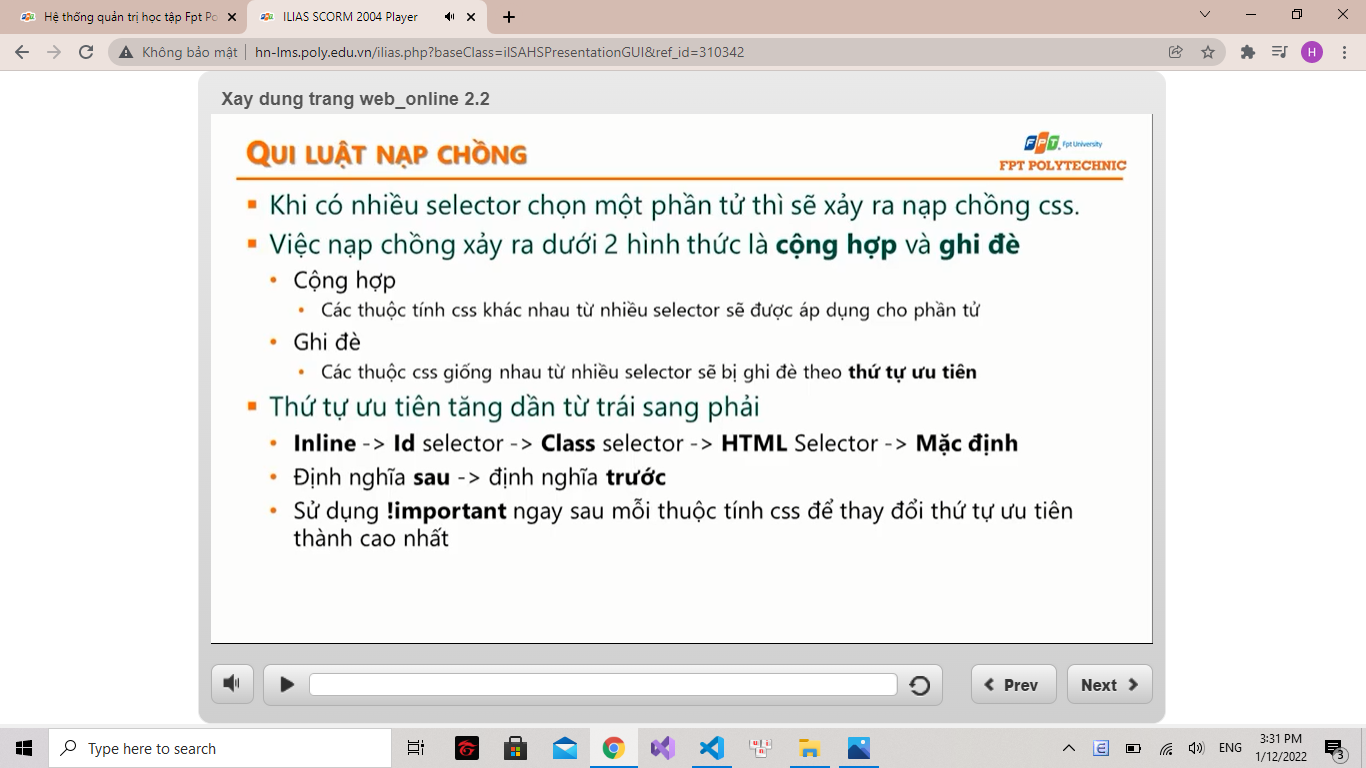 Hệ thống quản trị học tập Fpt Po
ILIAS SCORM 2004 Player
Không bảo mật
hn-lms.poly.edu.vn/ilias.php?baseClass=ilSAHSPresentationGUI&ref_id=310342
H
Xay dung trang web_online 2.2
QUI LUẬT NẠP CHỒNG
FPT Fpt University
FPT POLYTECHNIC
Khi có nhiều selector chọn một phần tử thì sẽ xảy ra nạp chồng css.
Việc nạp chồng xảy ra dưới 2 hình thức là cộng hợp và ghi đè
Cộng hợp
Các thuộc tính css khác nhau từ nhiều selector sẽ được áp dụng cho phần tử
Ghi đè
Các thuộc css giống nhau từ nhiều selector sẽ bị ghi đè theo thứ tự ưu tiên
Thứ tự ưu tiên tăng dần từ trái sang phải
Inline -> Id selector -> Class selector -> HTML Selector -> Mặc định
Định nghĩa sau -> định nghĩa trước
Sử dụng !important ngay sau mỗi thuộc tính css để thay đổi thứ tự ưu tiên
thành cao nhất
Prev
Next
Type here to search
ENG
3:31 PM
1/12/2022
3